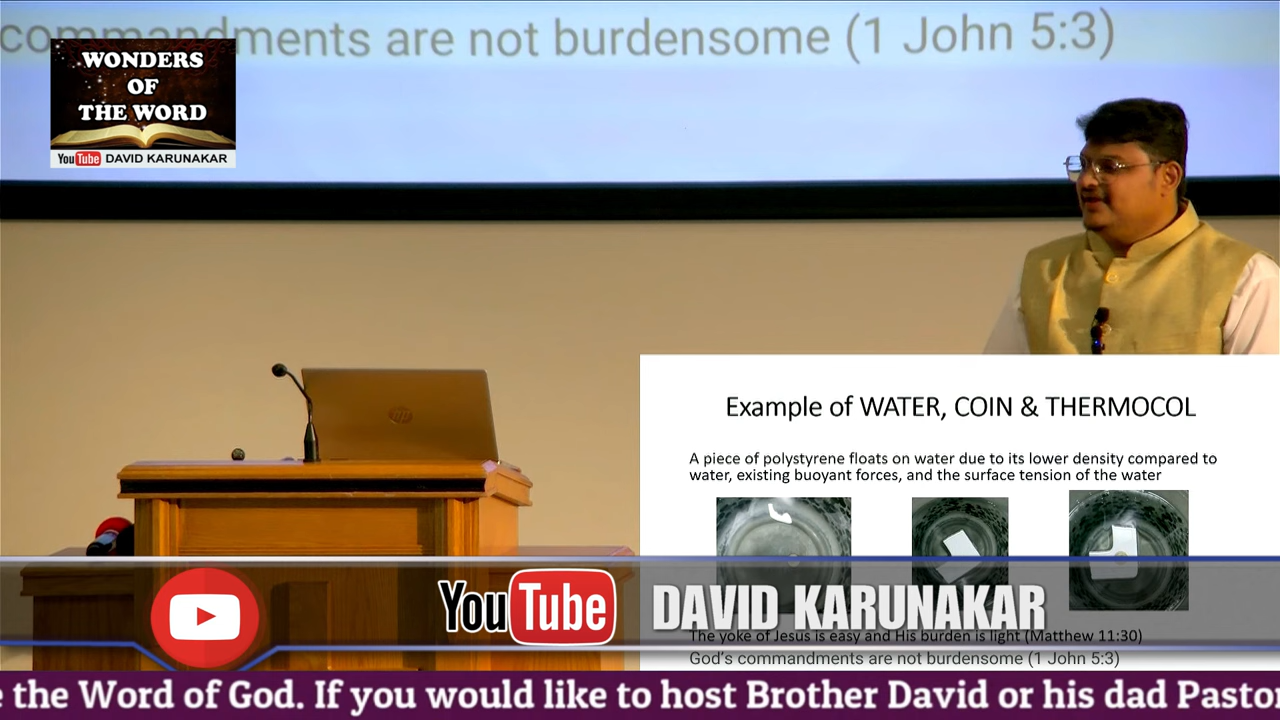 commandments are not burdensome (1 John 5:3)
WONDERS
OF
THE WORD
YouTube DAVID KARUNAKAR
hp
Example of WATER, COIN & THERMOCOL
A piece of polystyrene floats on water due to its lower density compared to
water, existing buoyant forces, and the surface tension of the water
YouTube DAVID KARUNAKAR
The yoke of Jesus is easy and His burden is light (Matthew 11:30)
God's commandments are not burdensome (1 John 5:3)
e the Word of God. If you would like to host Brother David or his dad Pastor